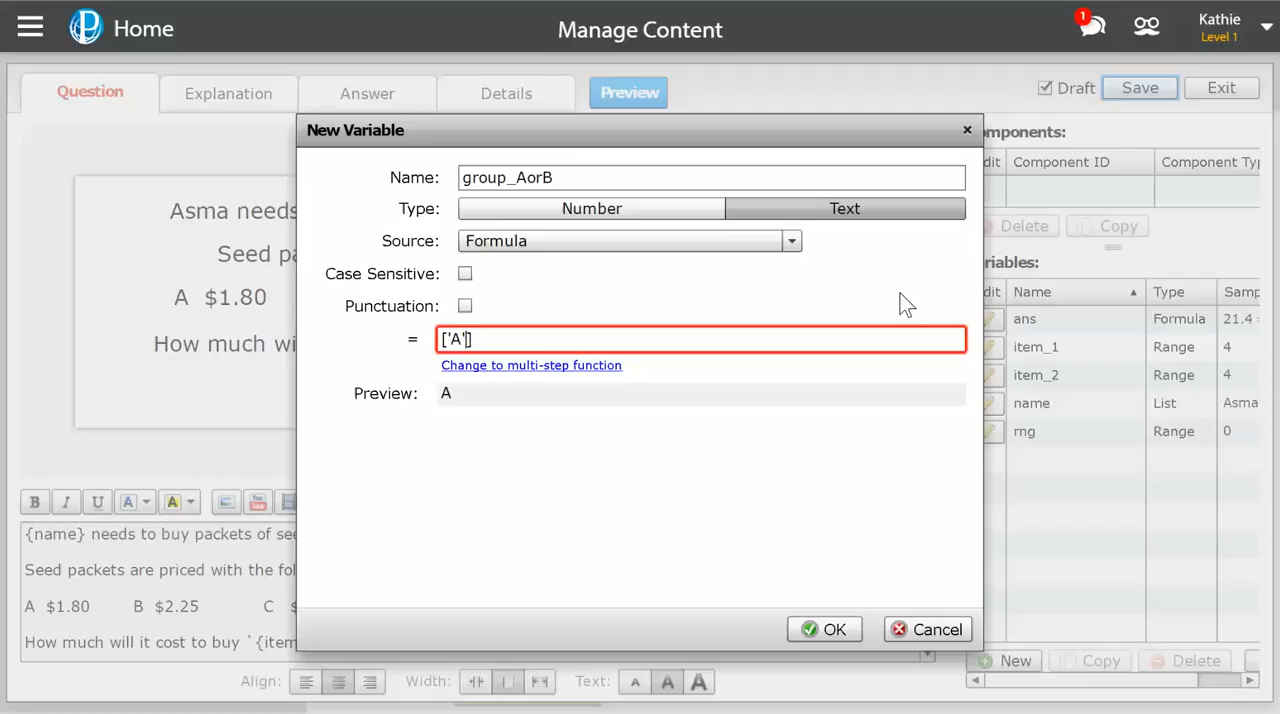 Home
Manage Content
1
Kathie
Level 1
Question
Explanation
Answer
Details
Preview
Draft
Save
Exit
New Variable
×
Components:
Component ID
Component Typ
Delete
Copy
Asma needs
Seed pa
A $1.80
How much wi
Name:
group_AorB
Type:
Number
Text
Source:
Formula
Case Sensitive:
Punctuation:
=
['A']
Change to multi-step function
Preview:
A
OK
Cancel
Variables:
Name
Type
Samp
ans
Formula
21.4
item_1
Range
4
item_2
Range
4
name
List
Asma
rng
Range
0
B I U A A
{name} needs to buy packets of see
Seed packets are priced with the fol
A $1.80 B $2.25 C $
How much will it cost to buy `{item
Align:
Width:
Text:
A A A
New
Copy
Delete